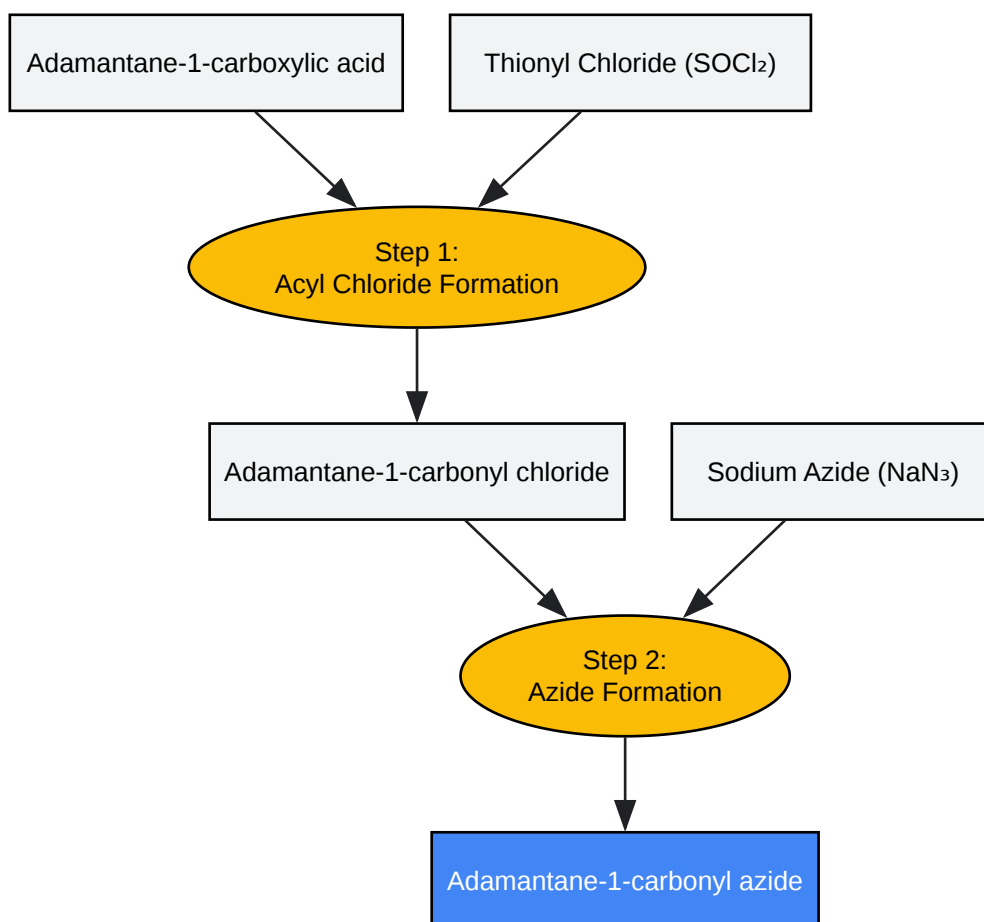 Adamantane-1-carboxylic acid
Thionyl Chloride (SOCl₂)
Step 1:
Acyl Chloride Formation
Adamantane-1-carbonyl chloride
Sodium Azide (NaN₃)
Step 2:
Azide Formation
Adamantane-1-carbonyl azide